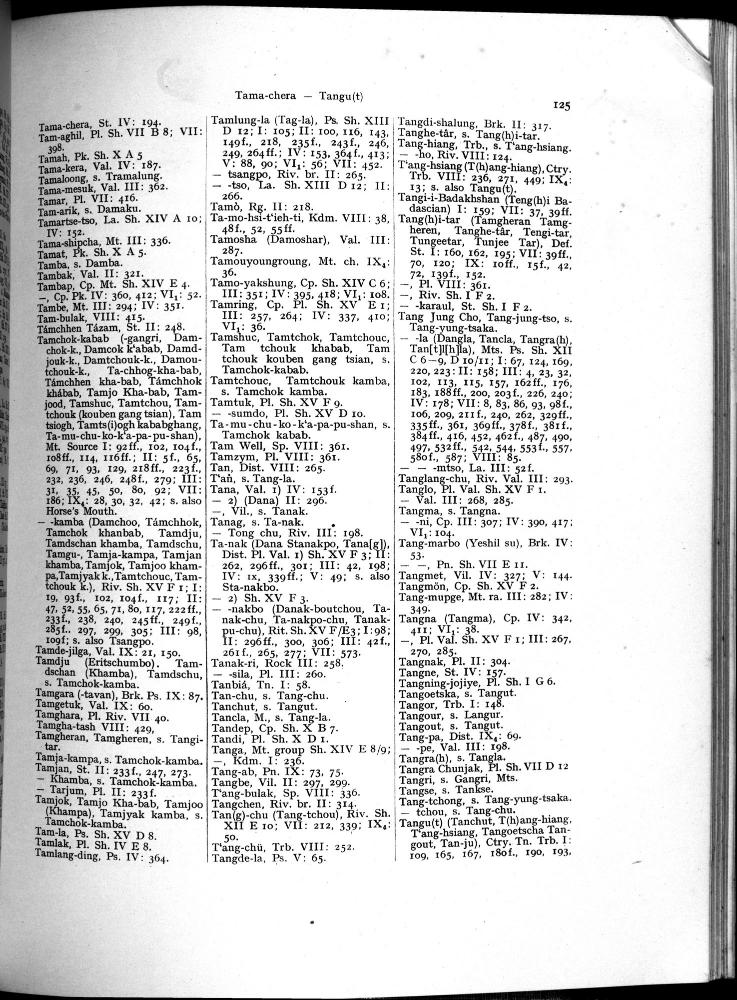 Tama-chera — Tangu(t)
125
Tama-chera, St. IV: 194.
Tam-aghil, Pl. Sh. VII B 8; VII:
398.
Tamah, Pk. Sh. X A 5
Tama-kera, Val. IV: 187.
Tamaloong, s. Tramalung.
Tama-mesuk, Val. III: 362.
Tamar, Pl. VII: 416.
Tam-arik, s. Damaku.
Tamartse-tso, La. Sh. XIV A 10;
IV: 152.
Tama-shipcha, Mt. III: 336.
Tamat, Pk. Sh. X A 5.
Tamba, s. Damba.
Tambak, Val. II: 321.
Tambap, Cp. Mt. Sh. XIV E 4.
—, Cp. Pk. IV: 360, 412; VI₁: 52.
Tambe, Mt. III: 294; IV: 351.
Tam-bulak, VIII: 415.
Támchhen Tázam, St. II: 248.
Tamchok-kabab (-gangri, Dam-
chok-k., Damcok k'abab, Damd-
jouk-k., Damtchouk-k., Damou-
tchouk-k., Ta-chhog-kha-bab,
Támchhen kha-bab, Támchhok
khábab, Tamjo Kha-bab, Tam-
jood, Tamshuc, Tamtchou, Tam-
tchouk (kouben gang tsian), Tam
tsiogh, Tamts(i)ogh kababghang,
Ta-mu-chu-ko-k'a-pa-pu-shan),
Mt. Source I: 92ff., 102, 104f.,
108ff., 114, 116ff.; II: 5f., 65,
69, 71, 93, 129, 218ff., 223f.,
232, 236, 246, 248f., 279; III:
31, 35, 45, 50, 80, 92; VII:
186; IX₄: 28, 30, 32, 42; s. also
Horse's Mouth.
— -kamba (Damchoo, Támchhok,
Tamchok khanbab, Tamdju,
Tamdschan khamba, Tamdschu,
Tamgu-, Tamja-kampa, Tamjan
khamba, Tamjok, Tamjoo kham-
pa, Tamjyak k., Tamtchouc, Tam-
tchouk k.), Riv. Sh. XV F 1; I:
19, 93f., 102, 104f., 117; II:
47, 52, 55, 65, 71, 80, 117, 222ff.,
233f., 238, 240, 245ff., 249f.,
285f., 297, 299, 305; III: 98,
109f; s. also Tsangpo.
Tamde-jilga, Val. IX: 21, 150.
Tamdju (Eritschumbo), Tam-
dschan (Khamba), Tamdschu,
s. Tamchok-kamba.
Tamgara (-tavan), Brk. Ps. IX: 87.
Tamgetuk, Val. IX: 60.
Tamghara, Pl. Riv. VII 40.
Tamgha-tash VIII: 429,
Tamgheran, Tamgheren, s. Tangi-
tar.
Tamja-kampa, s. Tamchok-kamba.
Tamjan, St. II: 233f., 247, 273.
— Khamba, s. Tamchok-kamba.
— Tarjum, Pl. II: 233f.
Tamjok, Tamjo Kha-bab, Tamjoo
(Khampa), Tamjyak kamba, s.
Tamchok-kamba.
Tam-la, Ps. Sh. XV D 8.
Tamlak, Pl. Sh. IV E 8.
Tamlang-ding, Ps. IV: 364.
Tamlung-la (Tag-la), Ps. Sh. XIII
D 12; I: 105; II: 100, 116, 143,
149f., 218, 235f., 243f., 246,
249, 264ff.; IV: 153, 364f., 413;
V: 88, 90; VI₁: 56; VII: 452.
— tsangpo, Riv. br. II: 265.
— -tso, La. Sh. XIII D 12; II:
266.
Tamò, Rg. II: 218.
Ta-mo-hsi-t'ieh-ti, Kdm. VIII: 38,
48f., 52, 55ff.
Tamosha (Damoshar), Val. III:
287.
Tamouyoungroung, Mt. ch. IX₄:
36.
Tamo-yakshung, Cp. Sh. XIV C 6;
III: 351; IV: 395, 418; VI₁: 108.
Tamring, Cp. Pl. Sh. XV E 1;
III: 257, 264; IV: 337, 410;
VI₁: 36.
Tamshuc, Tamtchok, Tamtchouc,
Tam tchouk khabab, Tam
tchouk kouben gang tsian, s.
Tamchok-kabab.
Tamtchouc, Tamtchouk kamba,
s. Tamchok kamba.
Tamtuk, Pl. Sh. XV F 9.
— -sumdo, Pl. Sh. XV D 10.
Ta-mu-chu-ko-k'a-pa-pu-shan, s.
Tamchok kabab.
Tam Well, Sp. VIII: 361.
Tamzym, Pl. VIII: 361.
Tan, Dist. VIII: 265.
T'añ, s. Tang-la.
Tana, Val. 1) IV: 153f.
— 2) (Dana) II: 296.
—, Vil., s. Tanak.
Tanag, s. Ta-nak.
— Tong chu, Riv. III: 198.
Ta-nak (Dana Stanakpo, Tana[g]),
Dist. Pl. Val. 1) Sh. XV F 3; II:
262, 296ff., 301; III: 42, 198;
IV: 1x, 339ff.; V: 49; s. also
Sta-nakbo.
— 2) Sh. XV F 3.
— -nakbo (Danak-boutchou, Ta-
nak-chu, Ta-nakpo-chu, Tanak-
pu-chu), Rit. Sh. XV F/E3; I: 98;
II: 296ff., 300, 306; III: 42f.,
261f., 265, 277; VII: 573.
Tanak-ri, Rock III: 258.
— -sila, Pl. III: 260.
Tanbiá, Tn. I: 58.
Tan-chu, s. Tang-chu.
Tanchut, s. Tangut.
Tancla, M., s. Tang-la.
Tandep, Cp. Sh. X B 7.
Tandi, Pl. Sh. X D 1.
Tanga, Mt. group Sh. XIV E 8/9;
—, Kdm. I: 236.
Tang-ab, Pn. IX: 73, 75.
Tangbe, Vil. II: 297, 299.
T'ang-bulak, Sp. VIII: 336.
Tangchen, Riv. br. II: 314.
Tan(g)-chu (Tang-tchou), Riv. Sh.
XII E 10; VII: 212, 339; IX₄:
50.
T'ang-chü, Trb. VIII: 252.
Tangde-la, Ps. V: 65.
Tangdi-shalung, Brk. II: 317.
Tanghe-târ, s. Tang(h)i-tar.
Tang-hiang, Trb., s. T'ang-hsiang.
— -ho, Riv. VIII: 124.
T'ang-hsiang (T(h)ang-hiang), Ctry.
Trb. VIII: 236, 271, 449; IX₄:
13; s. also Tangu(t).
Tangi-i-Badakhshan (Teng(h)i Ba-
dascian) I: 159; VII: 37, 39ff.
Tang(h)i-tar (Tamgheran Tamg-
heren, Tanghe-târ, Tengi-tar,
Tungeetar, Tunjee Tar), Def.
St. I: 160, 162, 195; VII: 39ff.,
70, 120; IX: 10ff., 15f., 42,
72, 139f., 152.
—, Pl. VIII: 361.
—, Riv. Sh. I F 2.
— -karaul, St. Sh. I F 2.
Tang Jung Cho, Tang-jung-tso, s.
Tang-yung-tsaka.
— -la (Dangla, Tancla, Tangra(h),
Tan[t]l[h]la), Mts. Ps. Sh. XII
C 6—9, D 10/11; I: 67, 124, 169,
220, 223: II: 158; III: 4, 23, 32,
102, 113, 115, 157, 162ff., 176,
183, 188ff., 200, 203f., 226, 240;
IV: 178; VII: 8, 83, 86, 93, 98f.,
106, 209, 211f., 240, 262, 329ff.,
335ff., 361, 369ff., 378f., 381f.,
384ff., 416, 452, 462f., 487, 490,
497, 532ff., 542, 544, 553f., 557,
580f., 587; VIII: 85.
— — -mtso, La. III: 52f.
Tanglang-chu, Riv. Val. III: 293.
Tanglo, Pl. Val. Sh. XV F 1.
— Val. III: 268, 285.
Tangma, s. Tangna.
— -ni, Cp. III: 307; IV: 390, 417;
VI₁: 104.
Tang-marbo (Yeshil su), Brk. IV:
53.
— —, Pn. Sh. VII E 11.
Tangmet, Vil. IV: 327; V: 144.
Tangmön, Cp. Sh. XV F 2.
Tang-mupge, Mt. ra. III: 282; IV:
349.
Tangna (Tangma), Cp. IV: 342,
411; VI₁: 38.
—, Pl. Val. Sh. XV F 1; III: 267,
270, 285.
Tangnak, Pl. II: 304.
Tangne, St. IV: 157.
Tangning-jojiye, Pl. Sh. I G 6.
Tangoetska, s. Tangut.
Tangor, Trb. I: 148.
Tangour, s. Langur.
Tangout, s. Tangut.
Tang-pa, Dist. IX₄: 69.
— -pe, Val. III: 198.
Tangra(h), s. Tangla.
Tangra Chunjak, Pl. Sh. VII D 12
Tangri, s. Gangri, Mts.
Tangse, s. Tankse.
Tang-tchong, s. Tang-yung-tsaka.
— tchou, s. Tang-chu.
Tangu(t) (Tanchut, T(h)ang-hiang,
T'ang-hsiang, Tangoetscha Tan-
gout, Tan-ju), Ctry. Tn. Trb. I:
109, 165, 167, 180f., 190, 193,